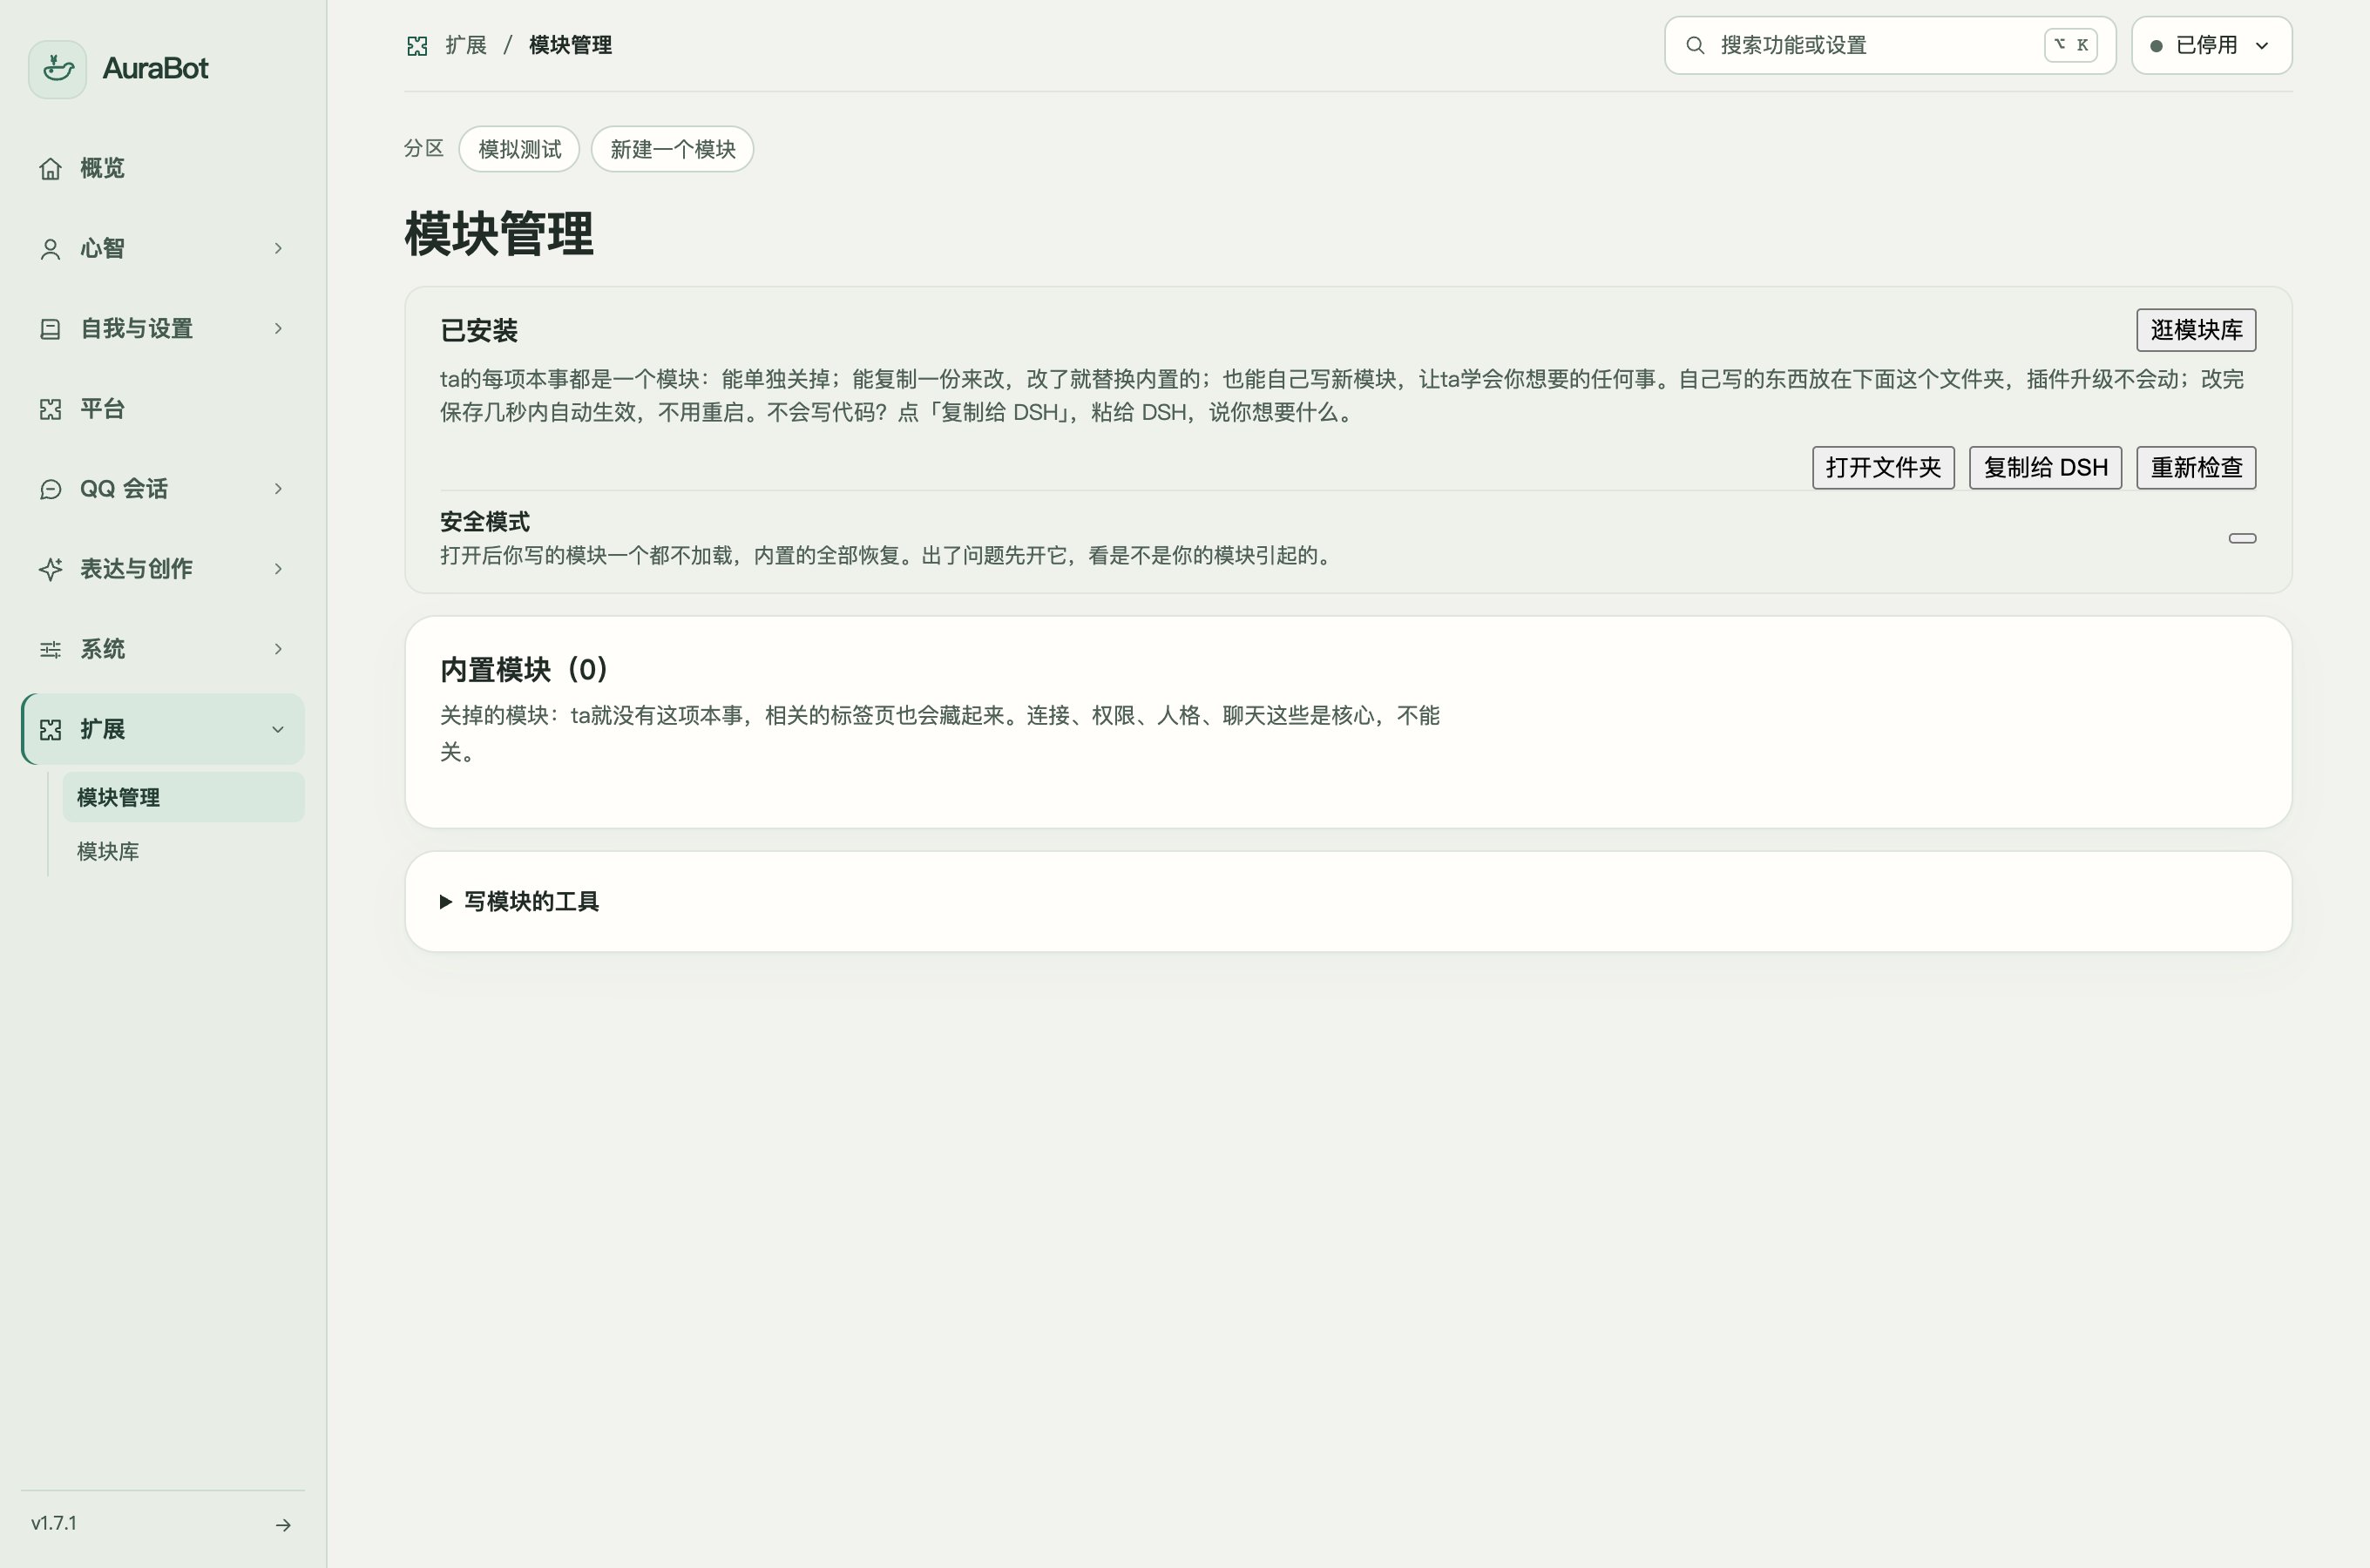 AuraBot
概览
心智
自我与设置
平台
QQ 会话
表达与创作
系统
扩展
模块管理
模块库
v1.7.1
扩展 / 模块管理
搜索功能或设置
⌥ K
已停用
分区
模拟测试
新建一个模块
模块管理
已安装
逛模块库
ta的每项本事都是一个模块：能单独关掉；能复制一份来改，改了就替换内置的；也能自己写新模块，让ta学会你想要的任何事。自己写的东西放在下面这个文件夹，插件升级不会动；改完
保存几秒内自动生效，不用重启。不会写代码？点「复制给 DSH」，粘给 DSH，说你想要什么。
打开文件夹
复制给 DSH
重新检查
安全模式
打开后你写的模块一个都不加载，内置的全部恢复。出了问题先开它，看是不是你的模块引起的。
内置模块（0）
关掉的模块：ta就没有这项本事，相关的标签页也会藏起来。连接、权限、人格、聊天这些是核心，不能
关。
写模块的工具